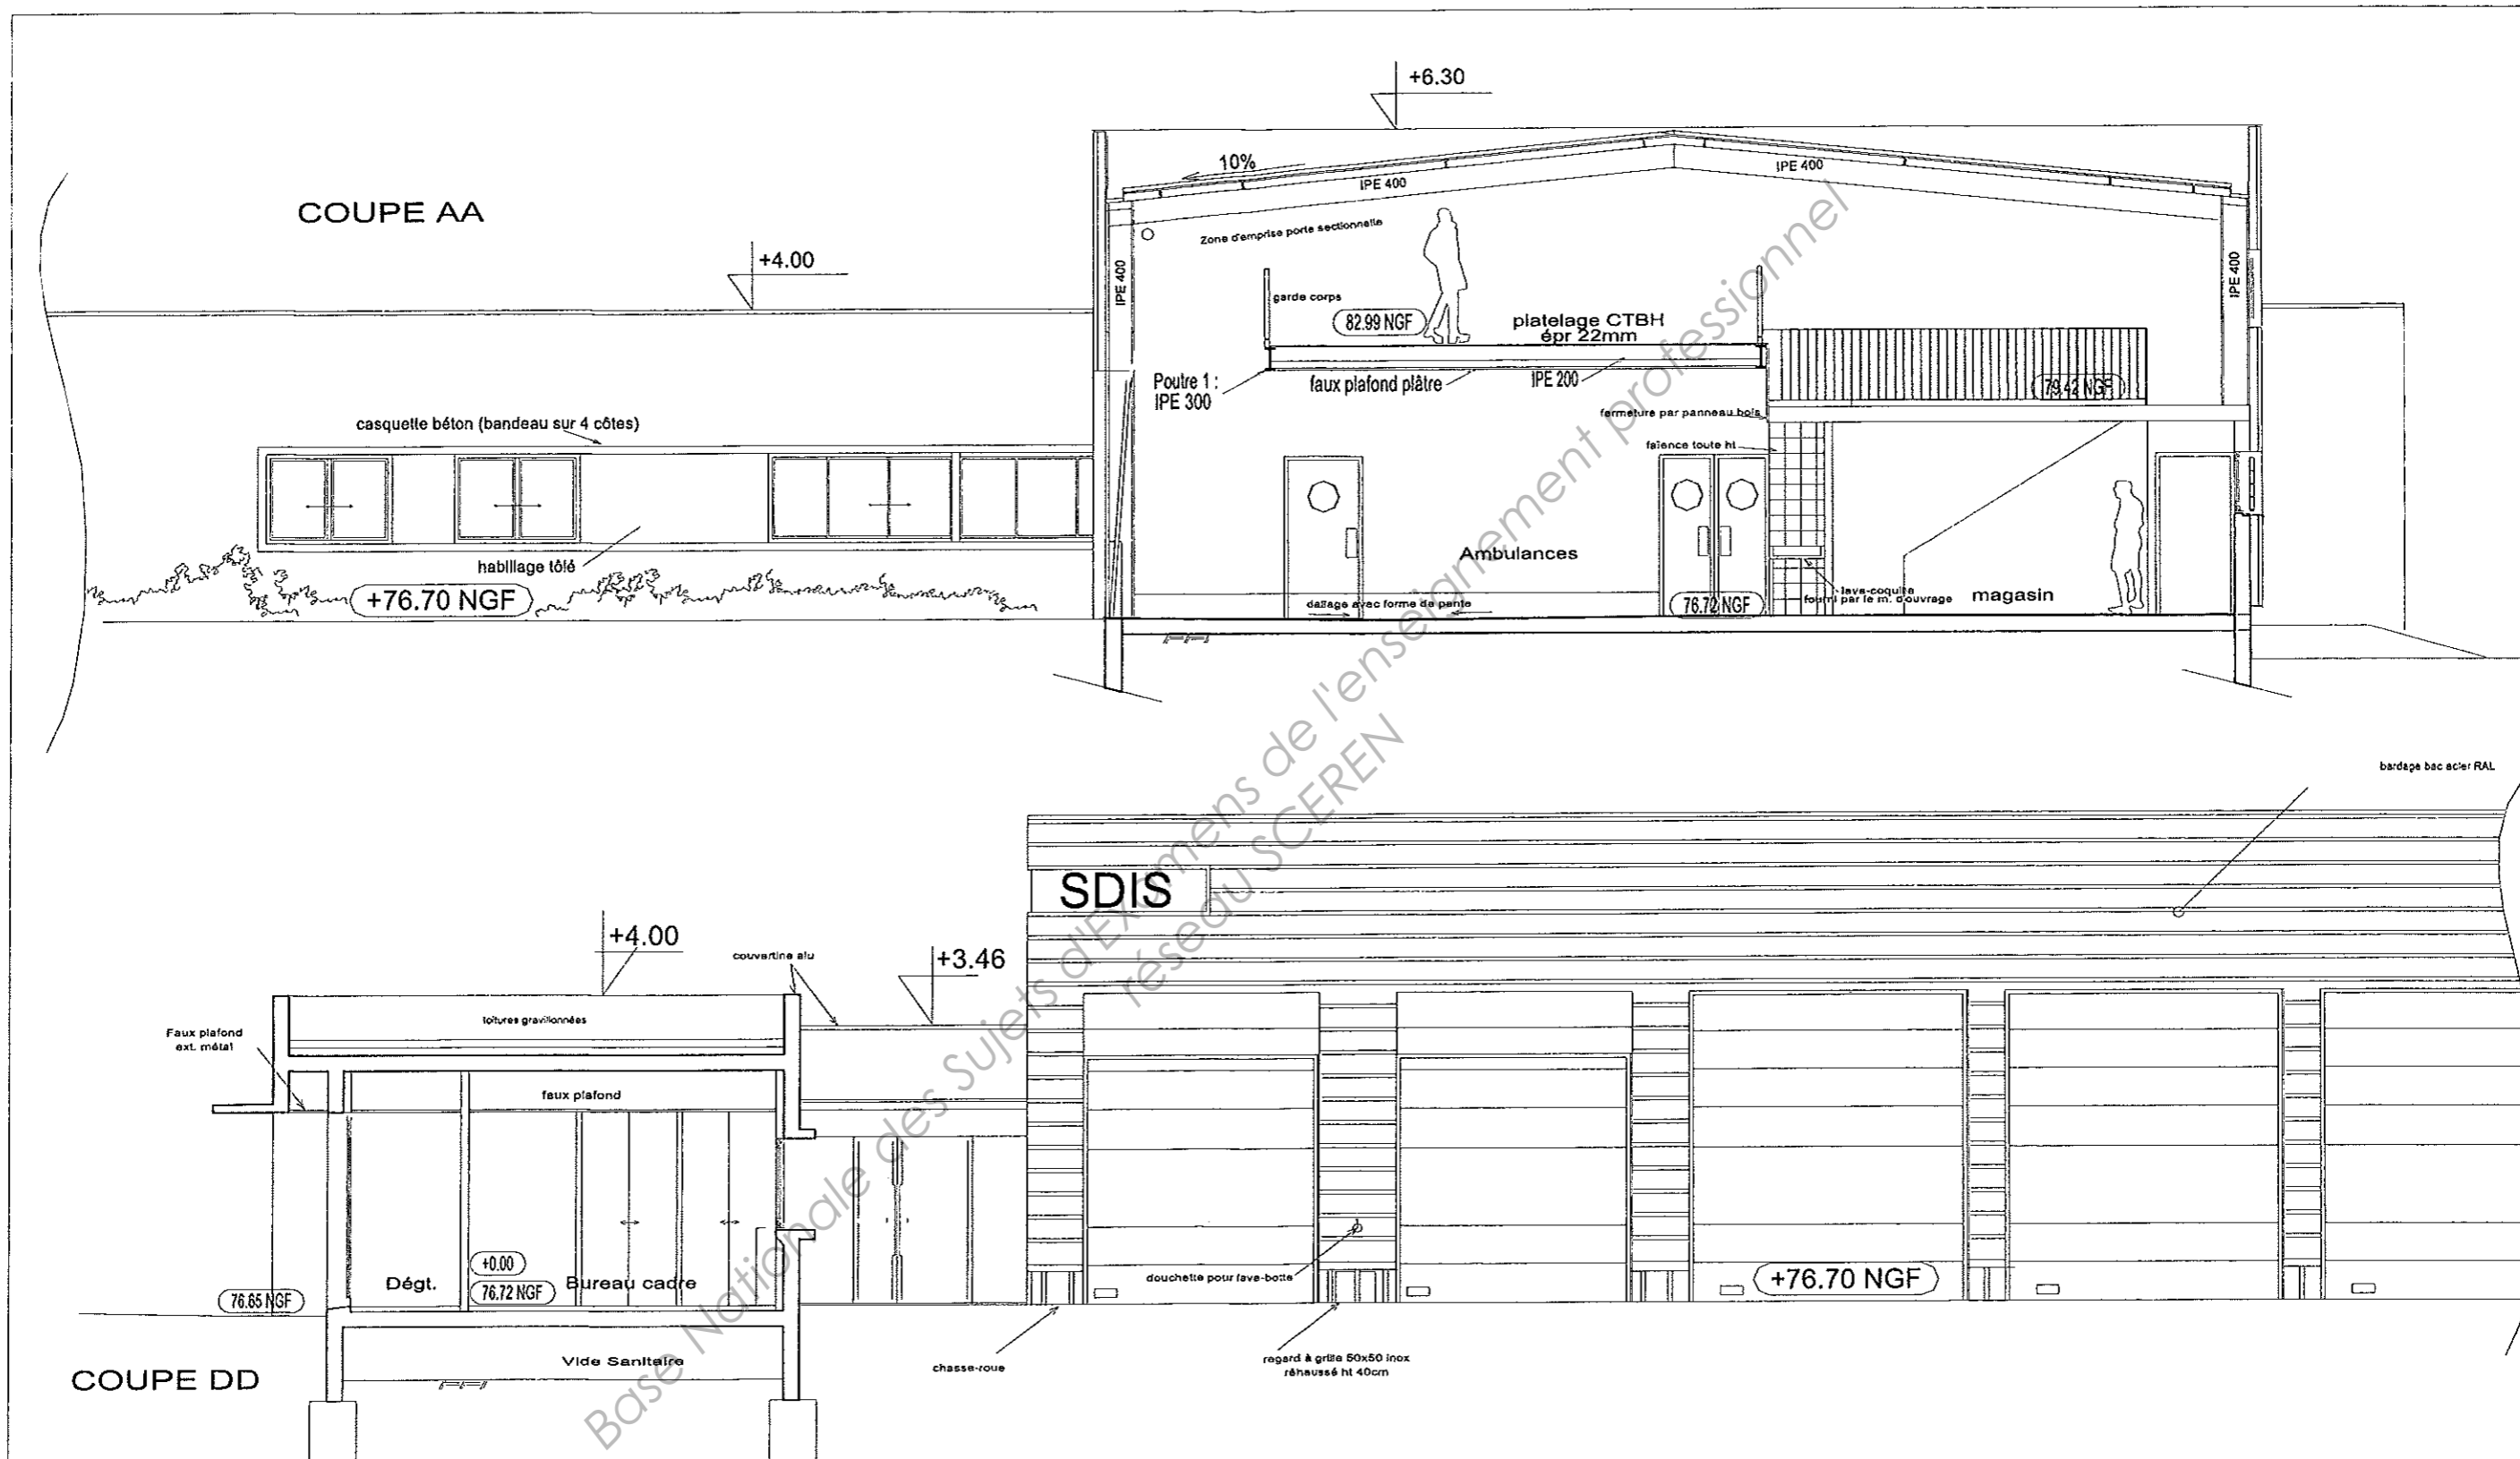 +6.30
10%
IPE 400
IPE 400
COUPE AA
Zone d'emprise porte sectionnelle
+4.00
IPE 400
IPE 400
garde corps
82.99 NGF
platelage CTBH
épr 22mm
Poutre 1 :
IPE 300
faux plafond plâtre
IPE 200
79.42 NGF
fermeture par panneau bois
casquette béton (bandeau sur 4 côtes)
faïence toute ht
Ambulances
habillage tôlé
+76.70 NGF
dallage avec forme de pente
76.72 NGF
lave-coquille
fourni par le m. d'ouvrage
magasin
bardage bac acier RAL
SDIS
+4.00
couvertine alu
+3.46
Faux plafond
ext. métal
toitures gravillonnées
faux plafond
Dégt.
+0.00
76.72 NGF
Bureau cadre
76.65 NGF
douchette pour lave-botte
+76.70 NGF
Vide Sanitaire
chasse-roue
regard à grille 50x50 inox
réhaussé ht 40cm
COUPE DD
Base Nationale des Sujets d'Examens de l'enseignement professionnel
réseau SCEREN